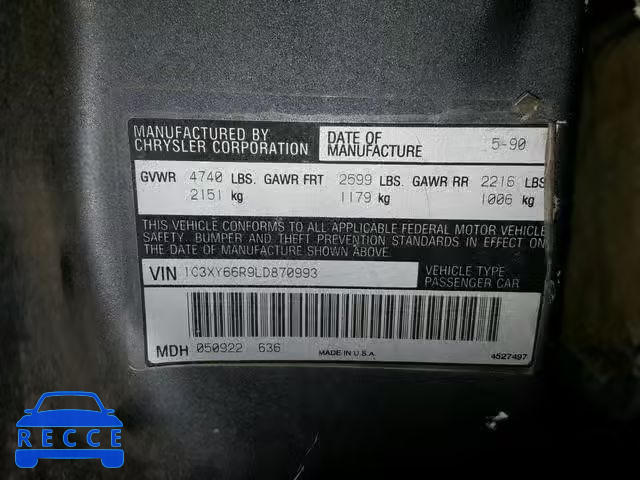 MANUFACTURED BY
CHRYSLER CORPORATION
DATE OF
MANUFACTURE
5-90
GVWR 4740 LBS. GAWR FRT 2599 LBS. GAWR RR 2216 LBS
2151 kg 1179 kg 1006 kg
THIS VEHICLE CONFORMS TO ALL APPLICABLE FEDERAL MOTOR VEHICLE
SAFETY, BUMPER AND THEFT PREVENTION STANDARDS IN EFFECT ON
THE DATE OF MANUFACTURE SHOWN ABOVE.
VIN 1C3XY66R9LD870993
VEHICLE TYPE
PASSENGER CAR
MDH 050922 636
MADE IN U.S.A.
4527497
RECCE